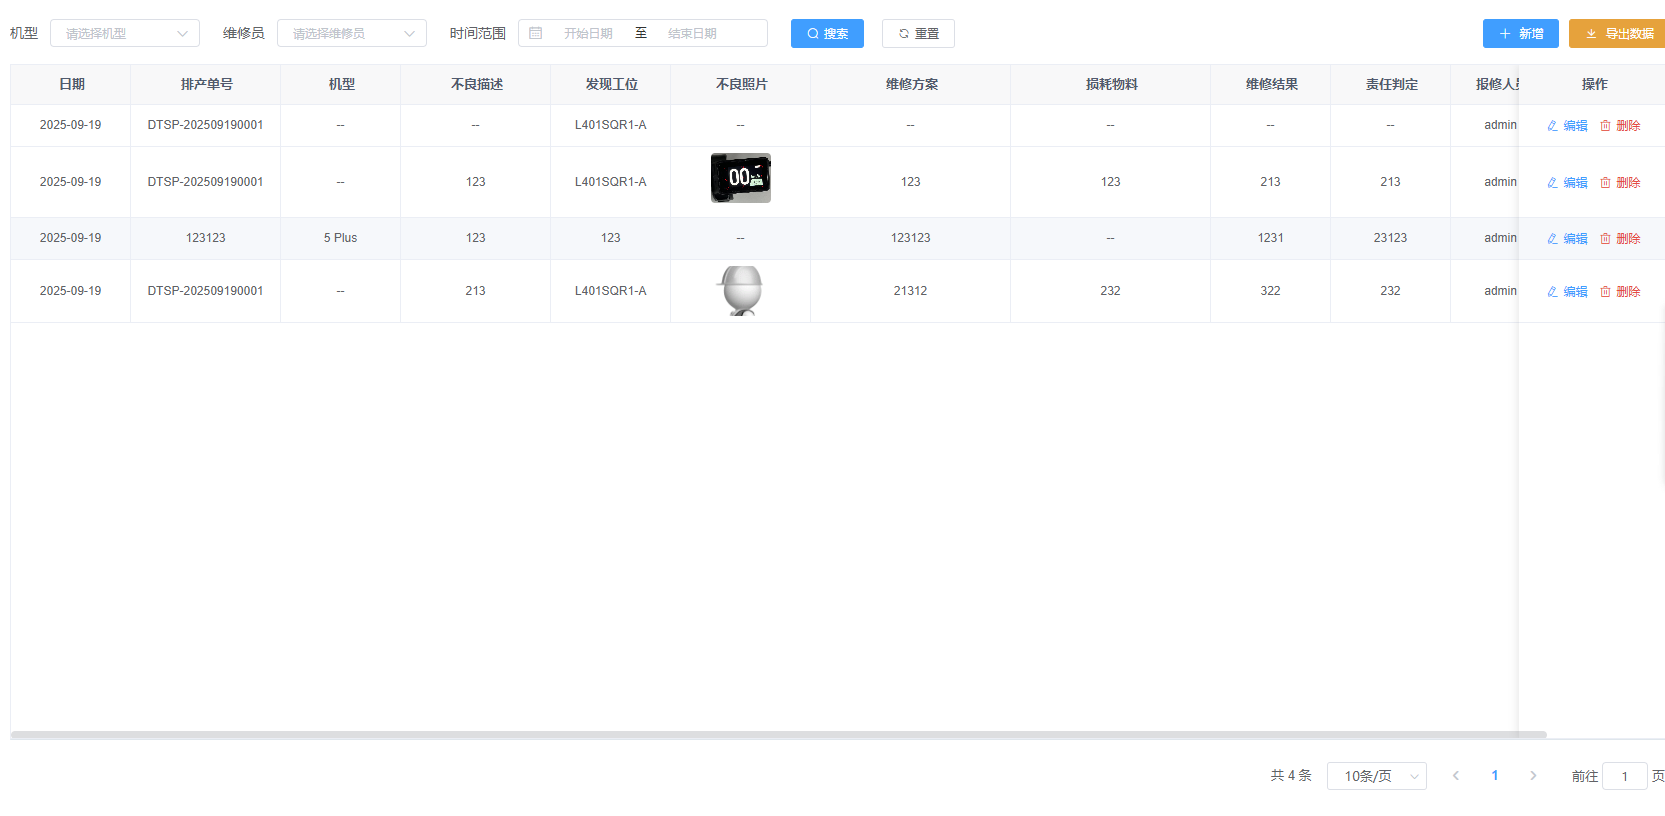 机型 请选择机型 维修员 请选择维修员 时间范围 开始日期 至 结束日期 搜索 重置 新增 导出数据
日期 排产单号 机型 不良描述 发现工位 不良照片 维修方案 损耗物料 维修结果 责任判定 报修人员 操作
2025-09-19 DTSP-202509190001 -- -- L401SQR1-A -- -- -- -- -- admin 编辑 删除
2025-09-19 DTSP-202509190001 -- 123 L401SQR1-A 00 123 123 213 213 admin 编辑 删除
2025-09-19 123123 5 Plus 123 123 -- 123123 -- 1231 23123 admin 编辑 删除
2025-09-19 DTSP-202509190001 -- 213 L401SQR1-A 21312 232 322 232 admin 编辑 删除
共 4 条 10条/页 1 前往 1 页